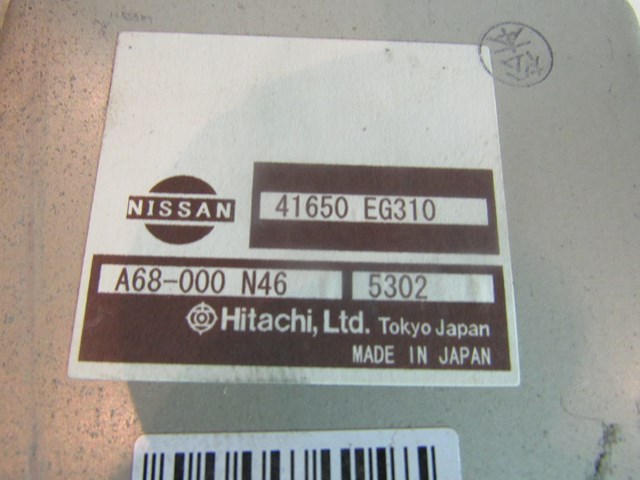 NISSAN
41650 EG310
A68-000 N46 5302
Hitachi, Ltd. Tokyo Japan
MADE IN JAPAN